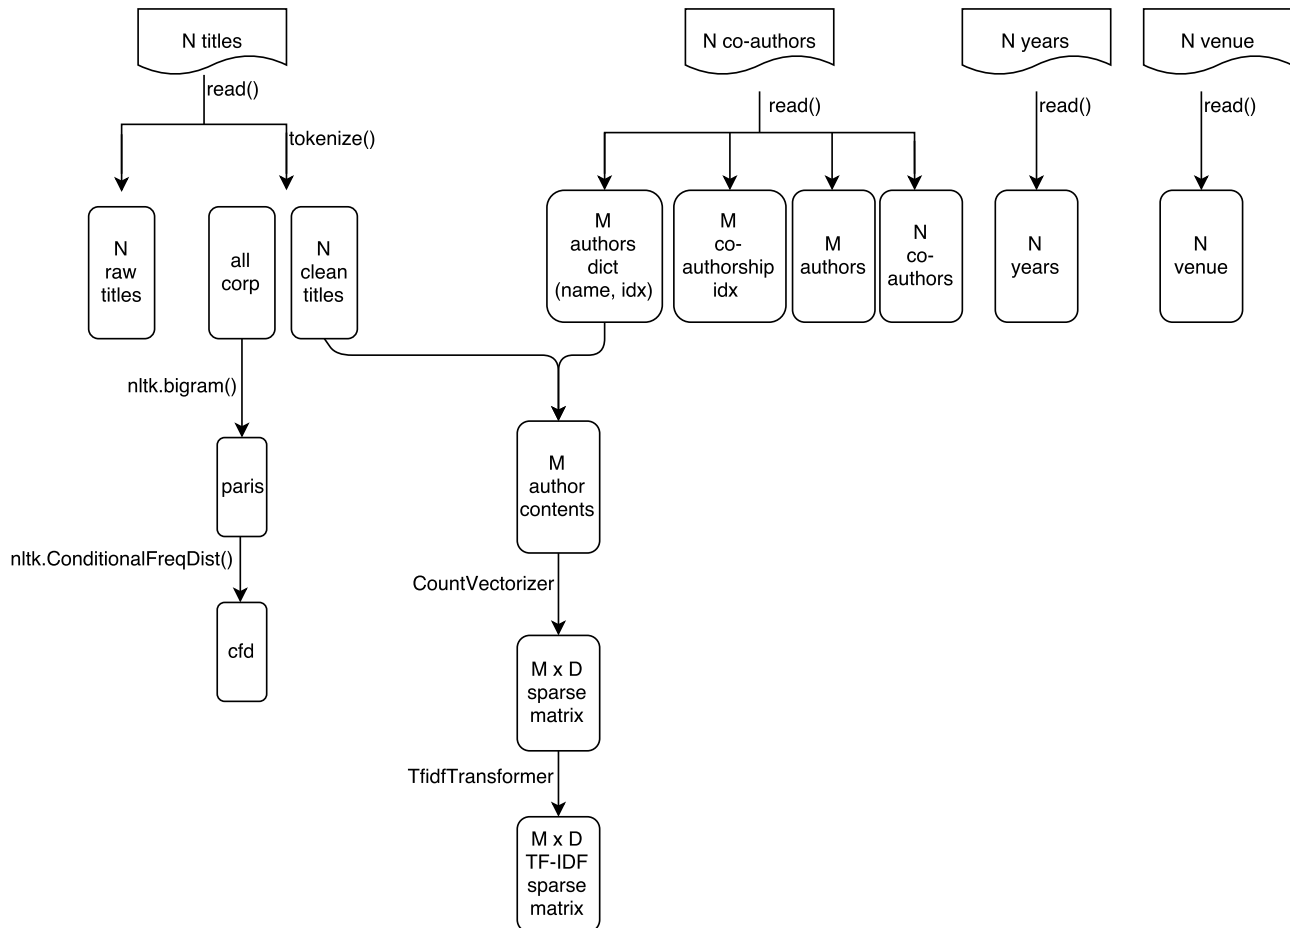 N titles
N co-authors
N years
N venue
read()
read()
read()
read()
tokenize()
N
raw
titles
all
corp
N
clean
titles
M
authors
dict
(name, idx)
M
co-
authorship
idx
M
authors
N
co-
authors
N
years
N
venue
nltk.bigram()
paris
M
author
contents
nltk.ConditionalFreqDist()
CountVectorizer
cfd
M x D
sparse
matrix
TfidfTransformer
M x D
TF-IDF
sparse
matrix